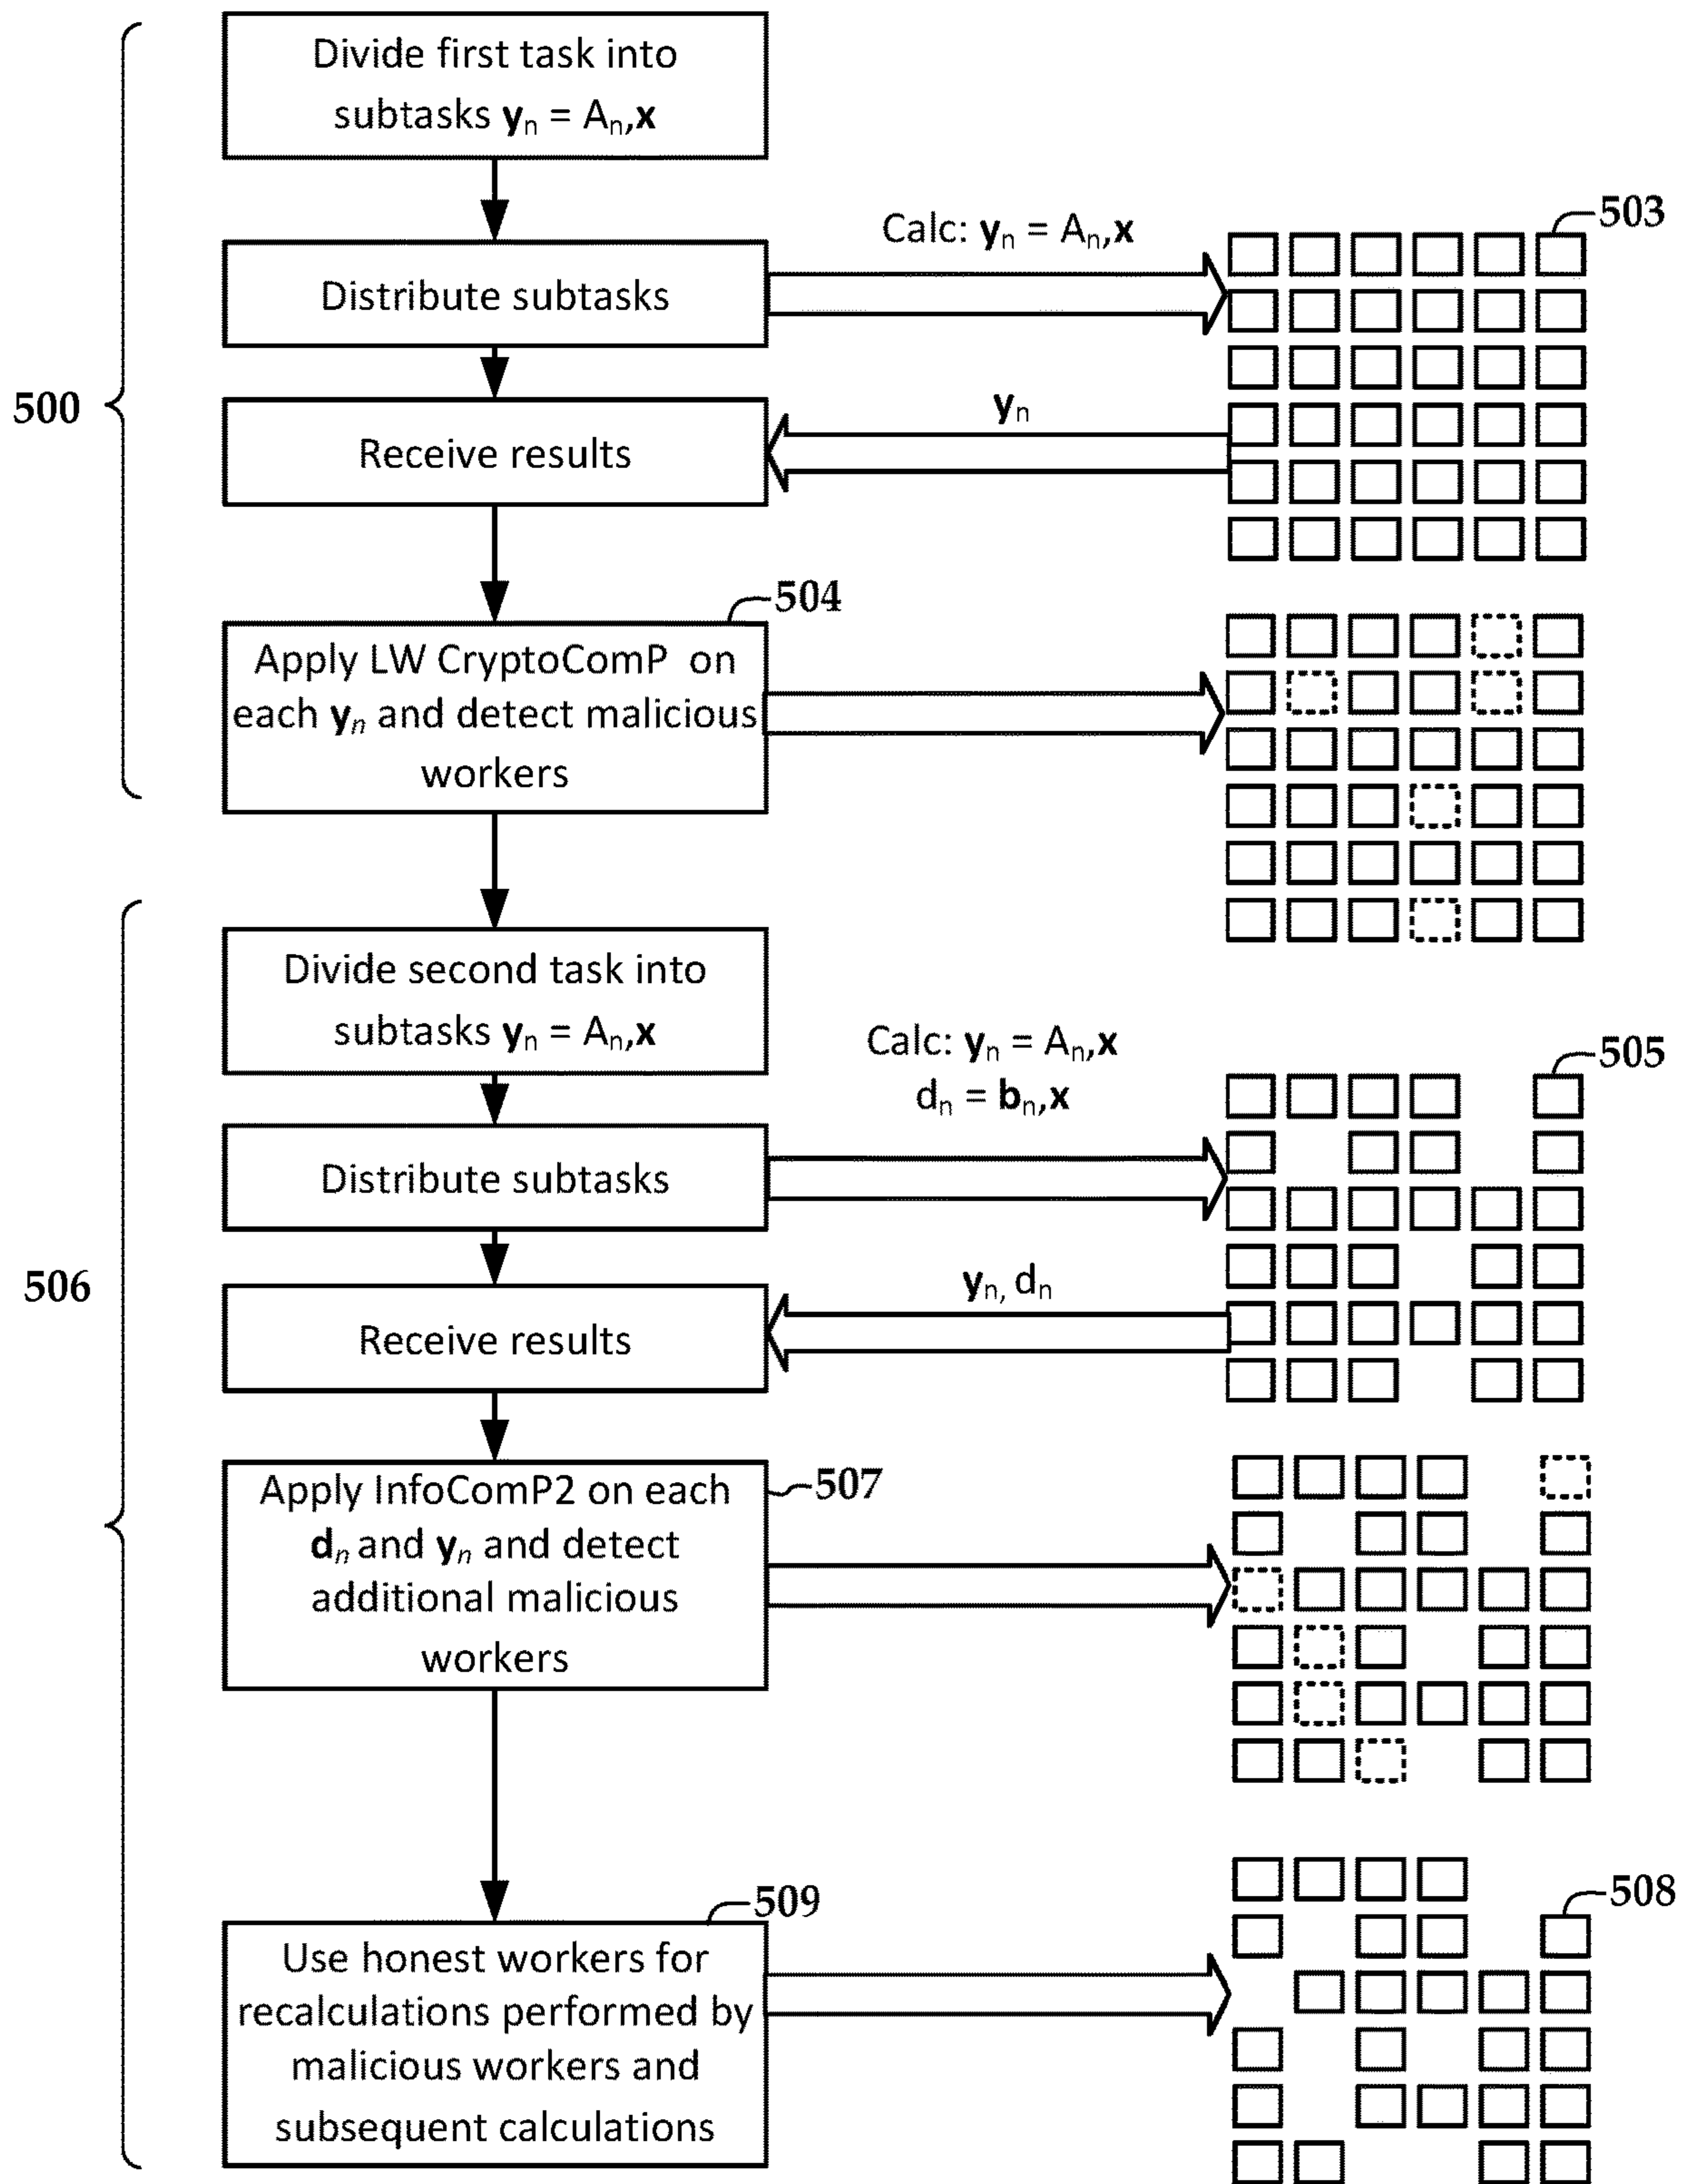 Divide first task into
subtasks yn = An,x
Calc: yn = An,x
503
Distribute subtasks
500
yn
Receive results
504
Apply LW CryptoComP on
each yn and detect malicious
workers
Divide second task into
subtasks yn = An,x
Calc: yn = An,x
dn = bn,x
505
Distribute subtasks
506
yn, dn
Receive results
507
Apply InfoComP2 on each
dn and yn and detect
additional malicious
workers
509
508
Use honest workers for
recalculations performed by
malicious workers and
subsequent calculations